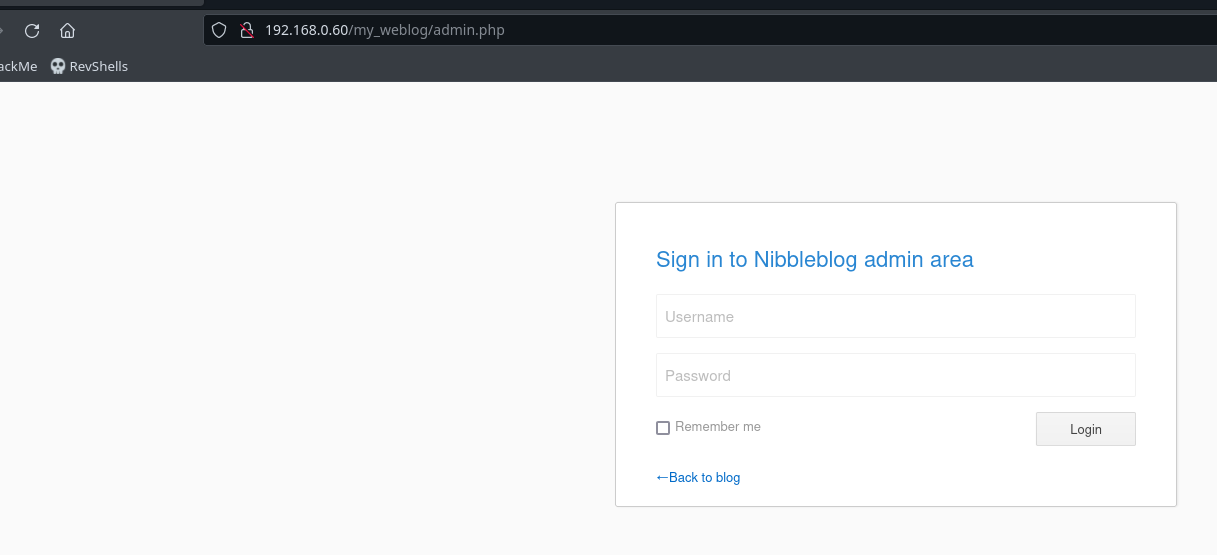 192.168.0.60/my_weblog/admin.php
ackMe RevShells
Sign in to Nibbleblog admin area
Username
Password
Remember me
Login
←Back to blog